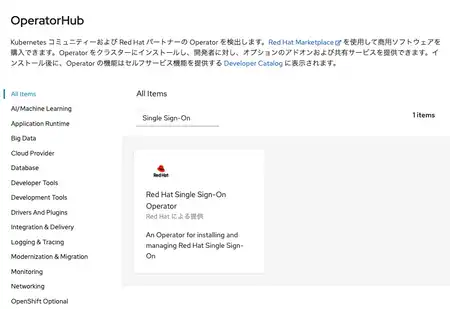 OperatorHub
Kubernetes コミュニティーおよび Red Hat パートナーの Operator を検出します。Red Hat Marketplace を使用して商用ソフトウェアを
購入できます。Operator をクラスターにインストールし、開発者に対し、オプションのアドオンおよび共有サービスを提供できます。イ
ンストール後に、Operator の機能はセルフサービス機能を提供する Developer Catalog に表示されます。
All Items
AI/Machine Learning
Application Runtime
Big Data
Cloud Provider
Database
Developer Tools
Development Tools
Drivers And Plugins
Integration & Delivery
Logging & Tracing
Modernization & Migration
Monitoring
Networking
OpenShift Optional
All Items
Single Sign-On
1 items
Red Hat
Red Hat Single Sign-On
Operator
Red Hat による提供
An Operator for installing and
managing Red Hat Single Sign-
On